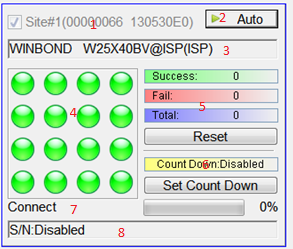 Site#1(00000066 130530E0)
1
2
Auto
WINBOND W25X40BV@ISP(ISP)
3
Success: 0
Fail: 0
4
5
Total: 0
Reset
Count Down:Disabled
6
Set Count Down
Connect
7
0%
S/N:Disabled
8